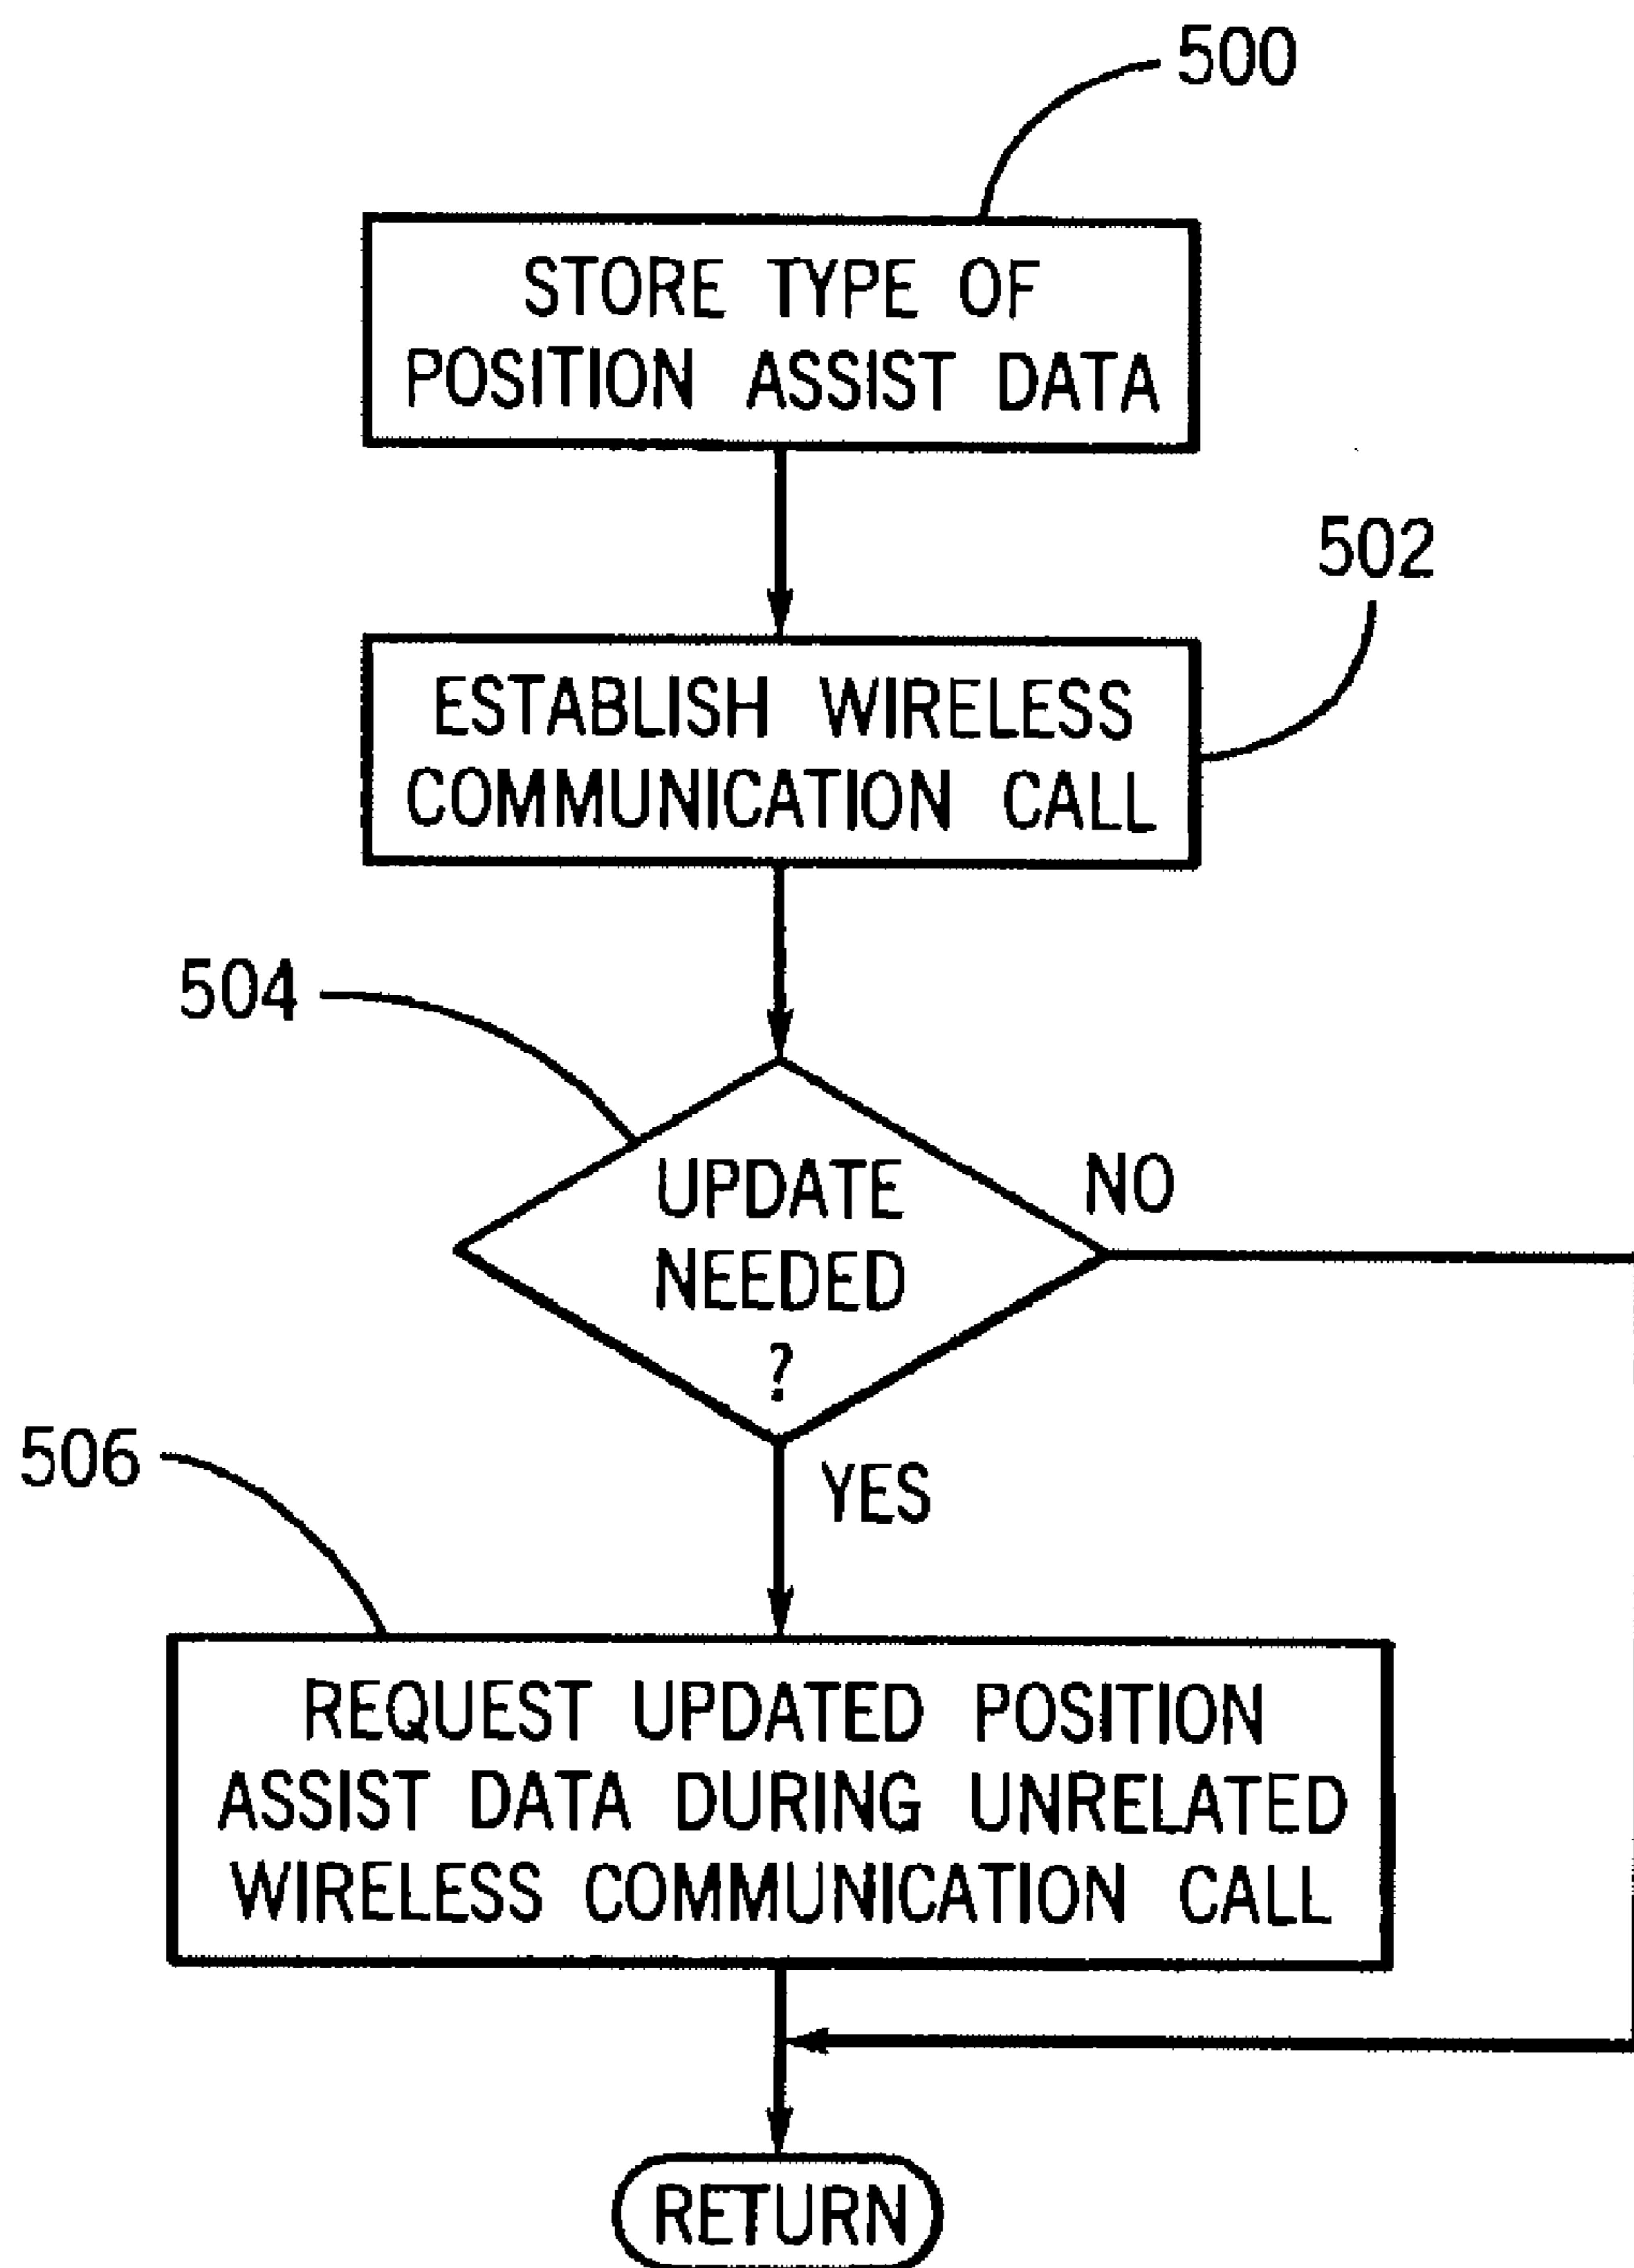 500
STORE TYPE OF
POSITION ASSIST DATA
502
ESTABLISH WIRELESS
COMMUNICATION CALL
504
UPDATE
NEEDED
?
NO
YES
506
REQUEST UPDATED POSITION
ASSIST DATA DURING UNRELATED
WIRELESS COMMUNICATION CALL
RETURN